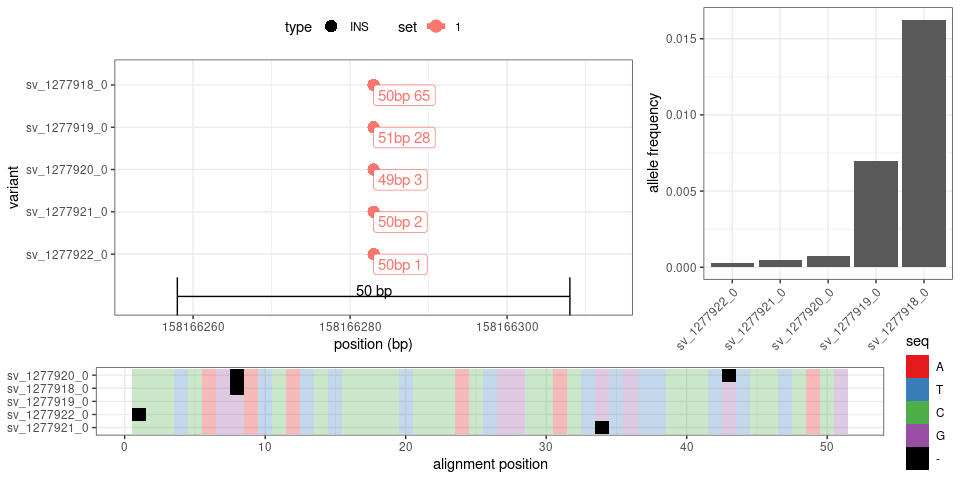 type INS set 1
variant
sv_1277918_0
sv_1277919_0
sv_1277920_0
sv_1277921_0
sv_1277922_0
50bp 65
51bp 28
49bp 3
50bp 2
50bp 1
50 bp
158166260 158166280 158166300
position (bp)
allele frequency
0.015
0.010
0.005
0.000
sv_1277922_0
sv_1277921_0
sv_1277920_0
sv_1277919_0
sv_1277918_0
sv_1277920_0
sv_1277918_0
sv_1277919_0
sv_1277922_0
sv_1277921_0
0 10 20 30 40 50
alignment position
seq
A
T
C
G
-